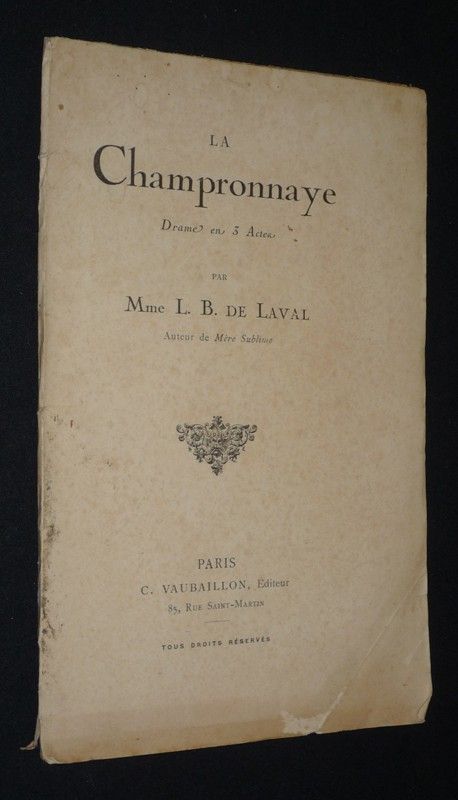 LA
Champronnaye
Drame en 3 Actes
PAR
Mme L. B. DE LAVAL
Auteur de Mère Sublime
PARIS
C. VAUBAILLON, Éditeur
85, RUE SAINT-MARTIN
TOUS DROITS RÉSERVÉS